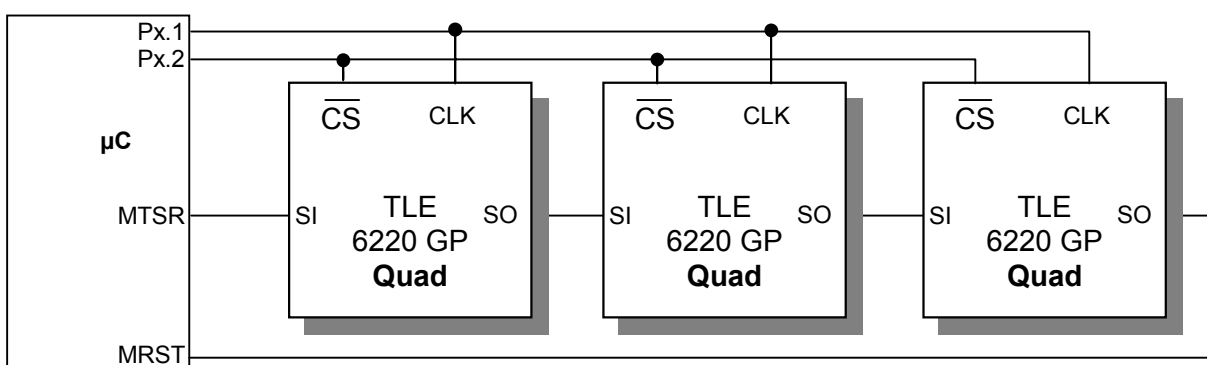 Px.1
Px.2
µC
MTSR
MRST
CS CLK
SI TLE SO
6220 GP
Quad
CS CLK
SI TLE SO
6220 GP
Quad
CS CLK
SI TLE SO
6220 GP
Quad